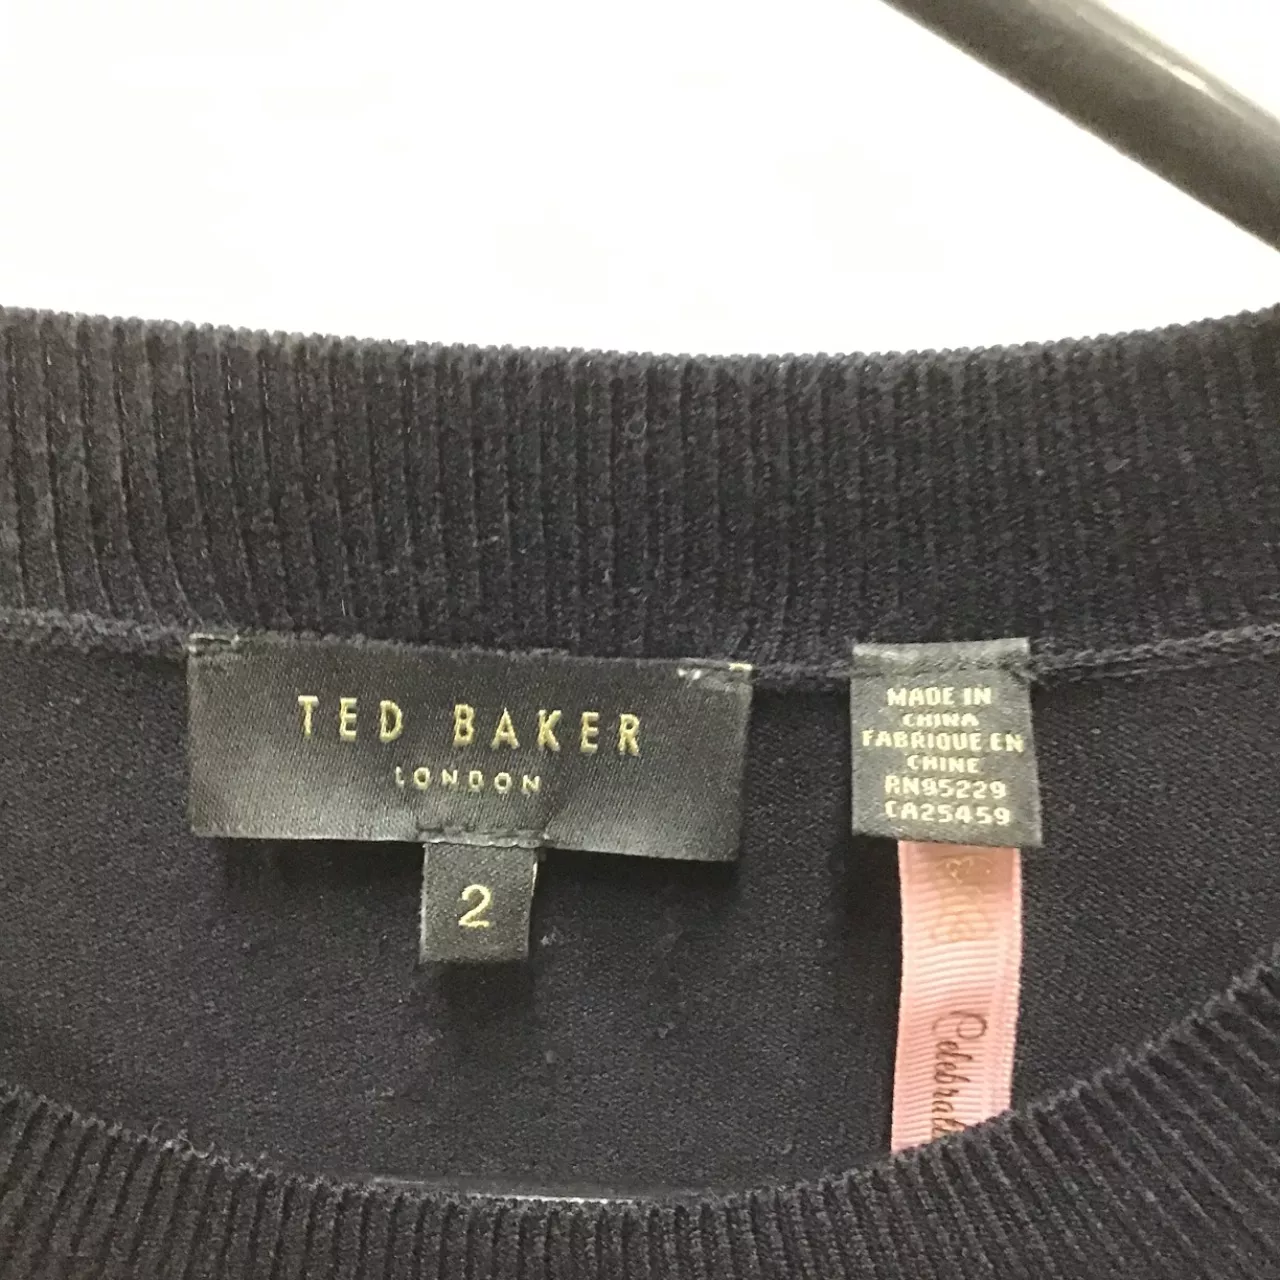 TED BAKER
LONDON
2
MADE IN
CHINA
FABRIQUE EN
CHINE
RN95229
CA25459